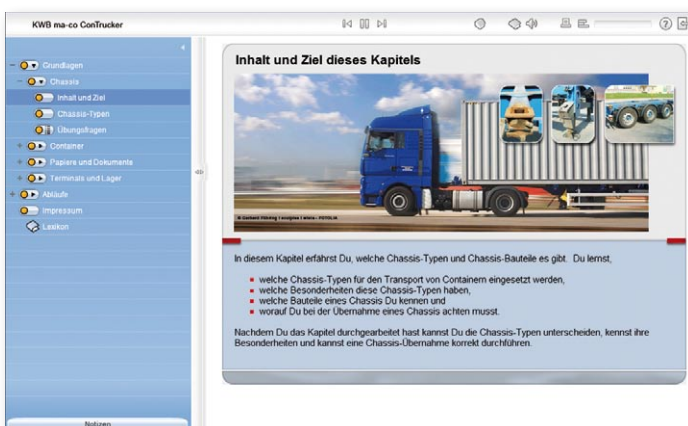 KWB ma-co ConTrucker
Grundlagen
Chassis
Inhalt und Ziel
Chassis-Typen
Übungsfragen
Container
Papiere und Dokumente
Terminals und Lager
Abläufe
Impressum
Lexikon
Notizen
Inhalt und Ziel dieses Kapitels
In diesem Kapitel erfährst Du, welche Chassis-Typen und Chassis-Bauteile es gibt. Du lernst,
welche Chassis-Typen für den Transport von Containern eingesetzt werden,
welche Besonderheiten diese Chassis-Typen haben,
welche Bauteile eines Chassis Du kennen und
worauf Du bei der Übernahme eines Chassis achten musst.
Nachdem Du das Kapitel durchgearbeitet hast kannst Du die Chassis-Typen unterscheiden, kennst ihre
Besonderheiten und kannst eine Chassis-Übernahme korrekt durchführen.